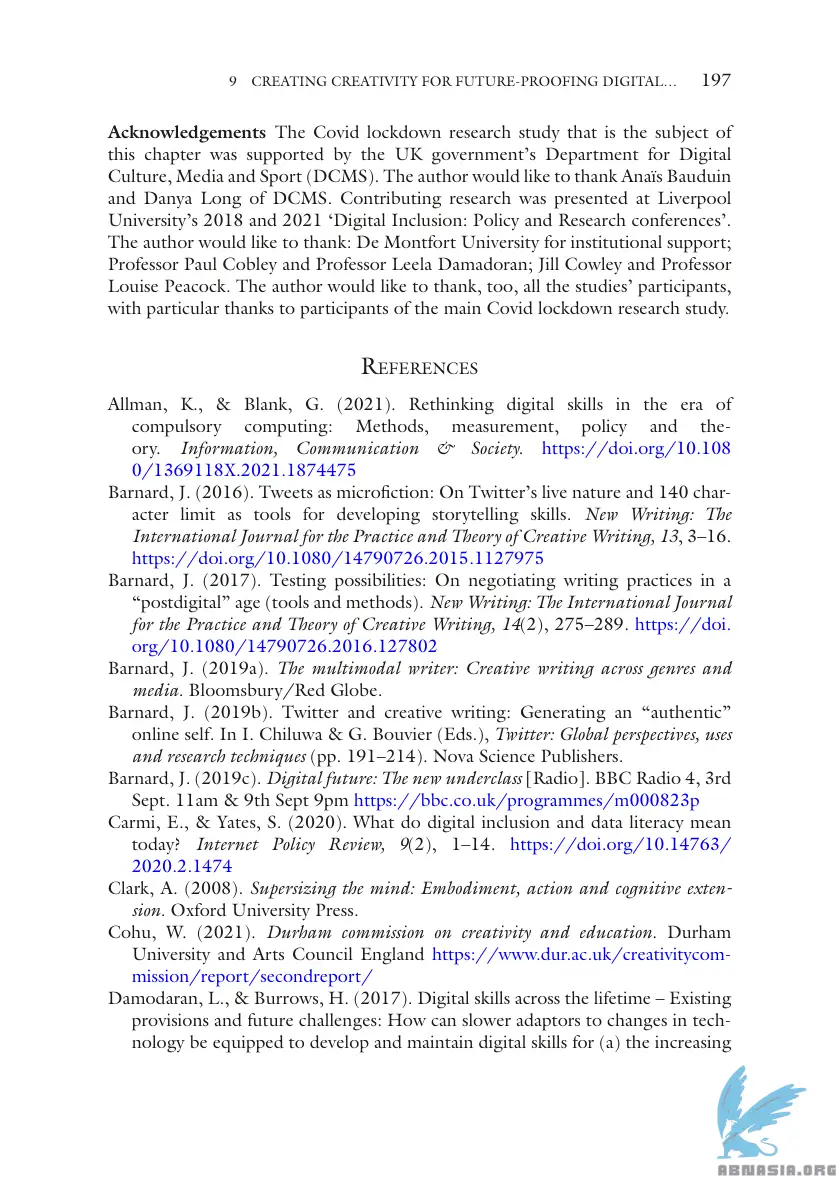 9 CREATING CREATIVITY FOR FUTURE-PROOFING DIGITAL… 197
Acknowledgements The Covid lockdown research study that is the subject of
this chapter was supported by the UK government’s Department for Digital
Culture, Media and Sport (DCMS). The author would like to thank Anaïs Bauduin
and Danya Long of DCMS. Contributing research was presented at Liverpool
University’s 2018 and 2021 ‘Digital Inclusion: Policy and Research conferences’.
The author would like to thank: De Montfort University for institutional support;
Professor Paul Cobley and Professor Leela Damadoran; Jill Cowley and Professor
Louise Peacock. The author would like to thank, too, all the studies’ participants,
with particular thanks to participants of the main Covid lockdown research study.
References
Allman, K., & Blank, G. (2021). Rethinking digital skills in the era of
compulsory computing: Methods, measurement, policy and the-
ory. Information, Communication & Society. https://doi.org/10.108
0/1369118X.2021.1874475
Barnard, J. (2016). Tweets as microfiction: On Twitter’s live nature and 140 char-
acter limit as tools for developing storytelling skills. New Writing: The
International Journal for the Practice and Theory of Creative Writing, 13, 3–16.
https://doi.org/10.1080/14790726.2015.1127975
Barnard, J. (2017). Testing possibilities: On negotiating writing practices in a
“postdigital” age (tools and methods). New Writing: The International Journal
for the Practice and Theory of Creative Writing, 14(2), 275–289. https://doi.
org/10.1080/14790726.2016.127802
Barnard, J. (2019a). The multimodal writer: Creative writing across genres and
media. Bloomsbury/Red Globe.
Barnard, J. (2019b). Twitter and creative writing: Generating an “authentic”
online self. In I. Chiluwa & G. Bouvier (Eds.), Twitter: Global perspectives, uses
and research techniques (pp. 191–214). Nova Science Publishers.
Barnard, J. (2019c). Digital future: The new underclass [Radio]. BBC Radio 4, 3rd
Sept. 11am & 9th Sept 9pm https://bbc.co.uk/programmes/m000823p
Carmi, E., & Yates, S. (2020). What do digital inclusion and data literacy mean
today? Internet Policy Review, 9(2), 1–14. https://doi.org/10.14763/
2020.2.1474
Clark, A. (2008). Supersizing the mind: Embodiment, action and cognitive exten-
sion. Oxford University Press.
Cohu, W. (2021). Durham commission on creativity and education. Durham
University and Arts Council England https://www.dur.ac.uk/creativitycom-
mission/report/secondreport/
Damodaran, L., & Burrows, H. (2017). Digital skills across the lifetime – Existing
provisions and future challenges: How can slower adaptors to changes in tech-
nology be equipped to develop and maintain digital skills for (a) the increasing
ABNASIA.ORG